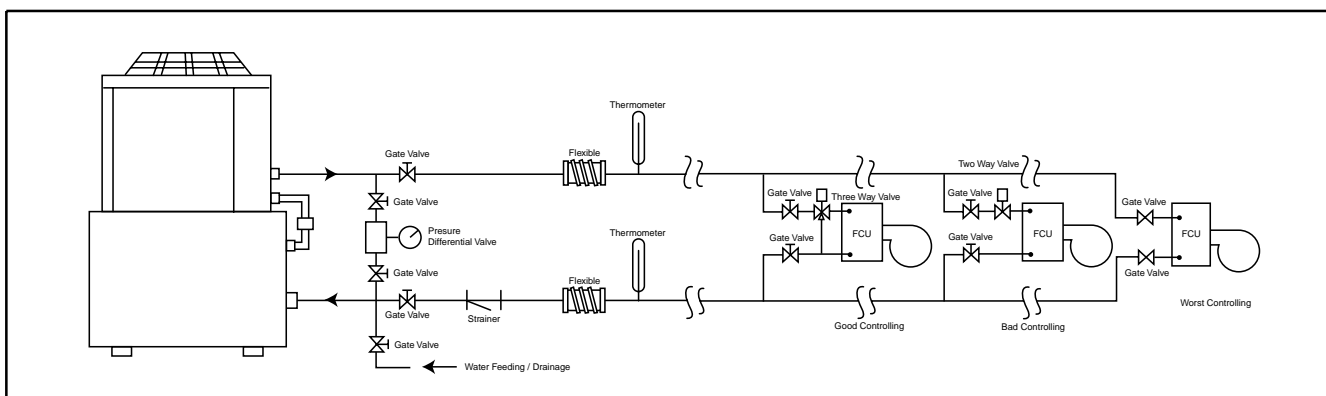 Thermometer
Gate Valve
Flexible
Two Way Valve
Gate Valve
Three Way Valve
Gate Valve
Gate Valve
Gate Valve
FCU
FCU
FCU
Presure
Differential Valve
Thermometer
Gate Valve
Gate Valve
Gate Valve
Gate Valve
Flexible
Gate Valve
Strainer
Good Controlling
Bad Controlling
Worst Controlling
Gate Valve
Water Feeding / Drainage